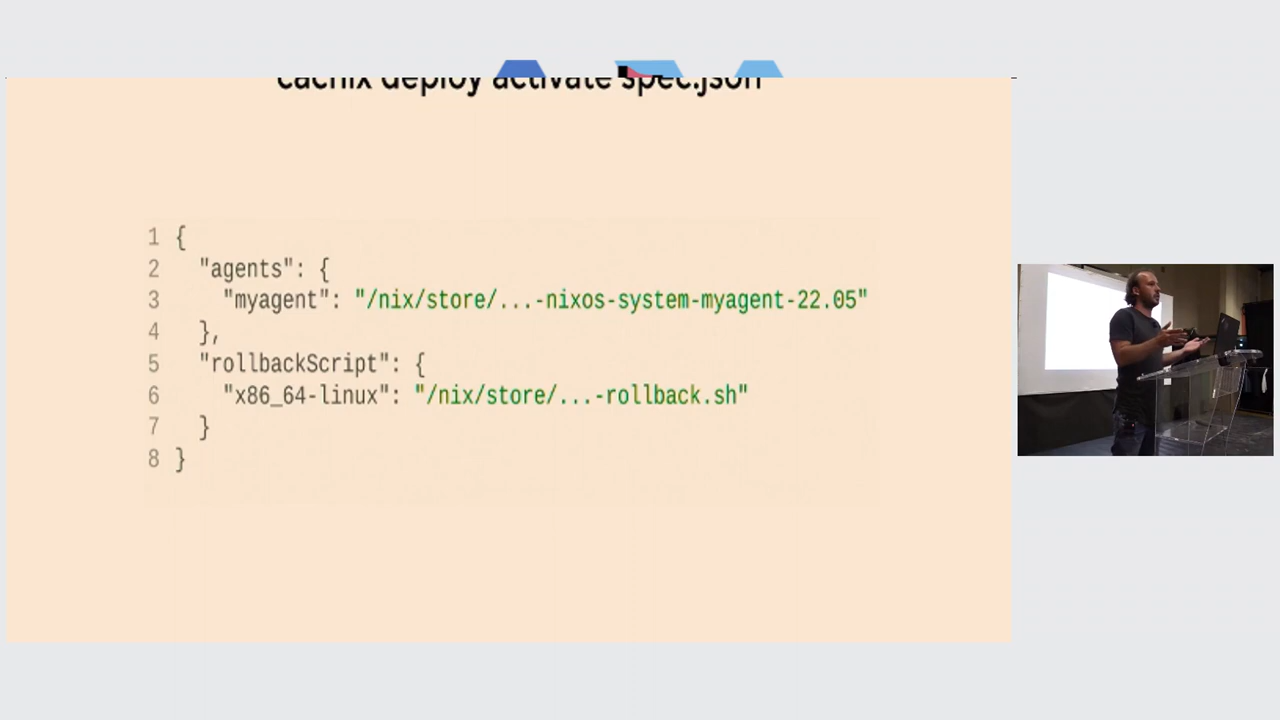 cachix deploy activate spec.json
1 {
2 "agents": {
3 "myagent": "/nix/store/...-nixos-system-myagent-22.05"
4 },
5 "rollbackScript": {
6 "x86_64-linux": "/nix/store/...-rollback.sh"
7 }
8 }